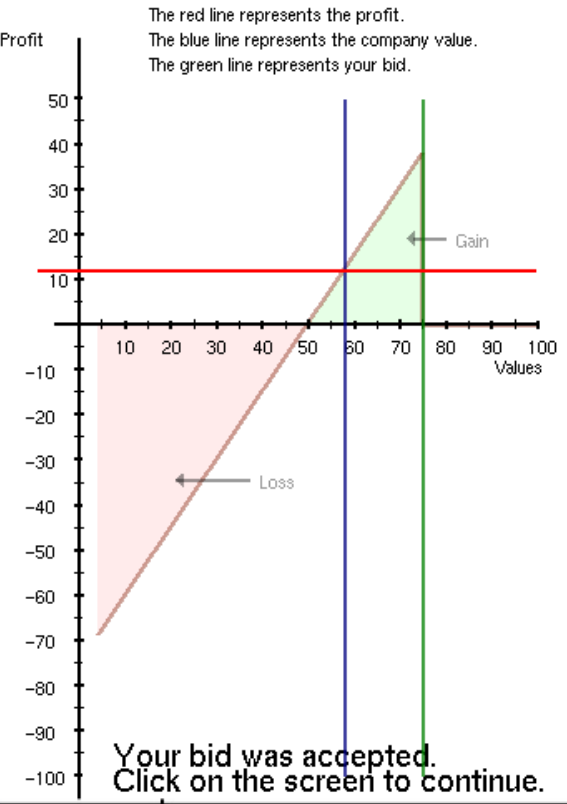 The red line represents the profit.
Profit
The blue line represents the company value.
The green line represents your bid.
50
40
30
20
Gain
10
10 20 30 40 50 60 70 80 90 100
Values
-10
-20
-30
Loss
-40
-50
-60
-70
-80
-90
Your bid was accepted.
-100
Click on the screen to continue.